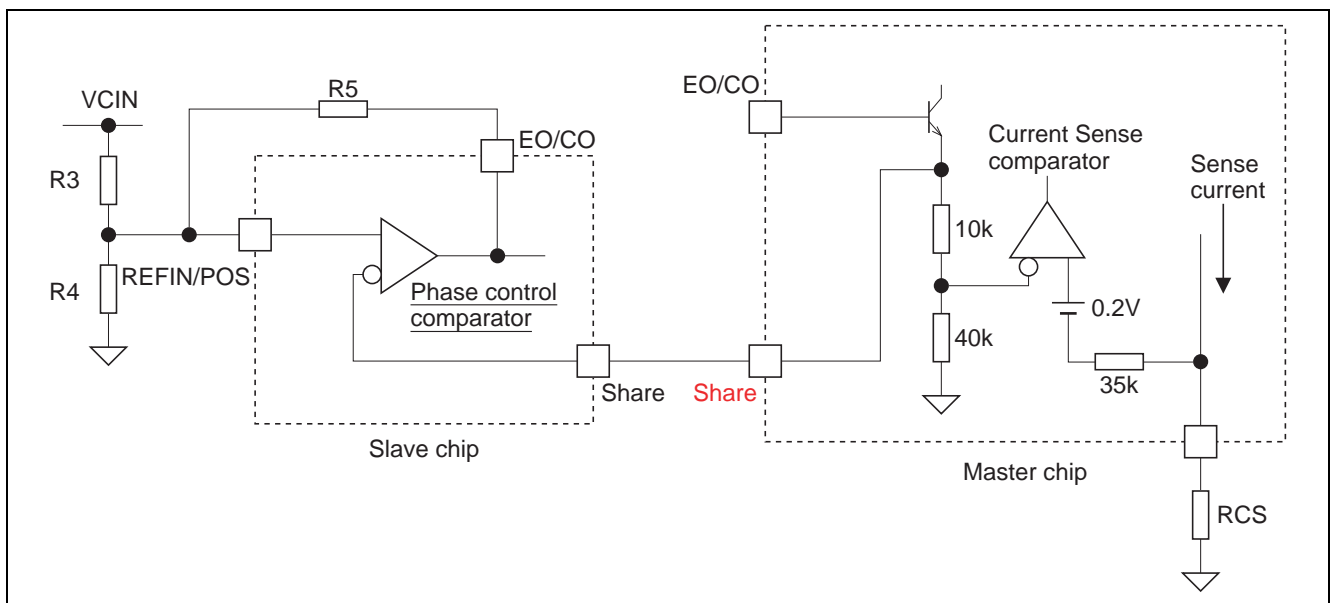 VCIN
R5
EO/CO
R3
REFIN/POS
R4
Phase control
comparator
Share
Slave chip
EO/CO
Current Sense
comparator
Sense
current
10k
0.2V
40k
35k
Share
Master chip
RCS